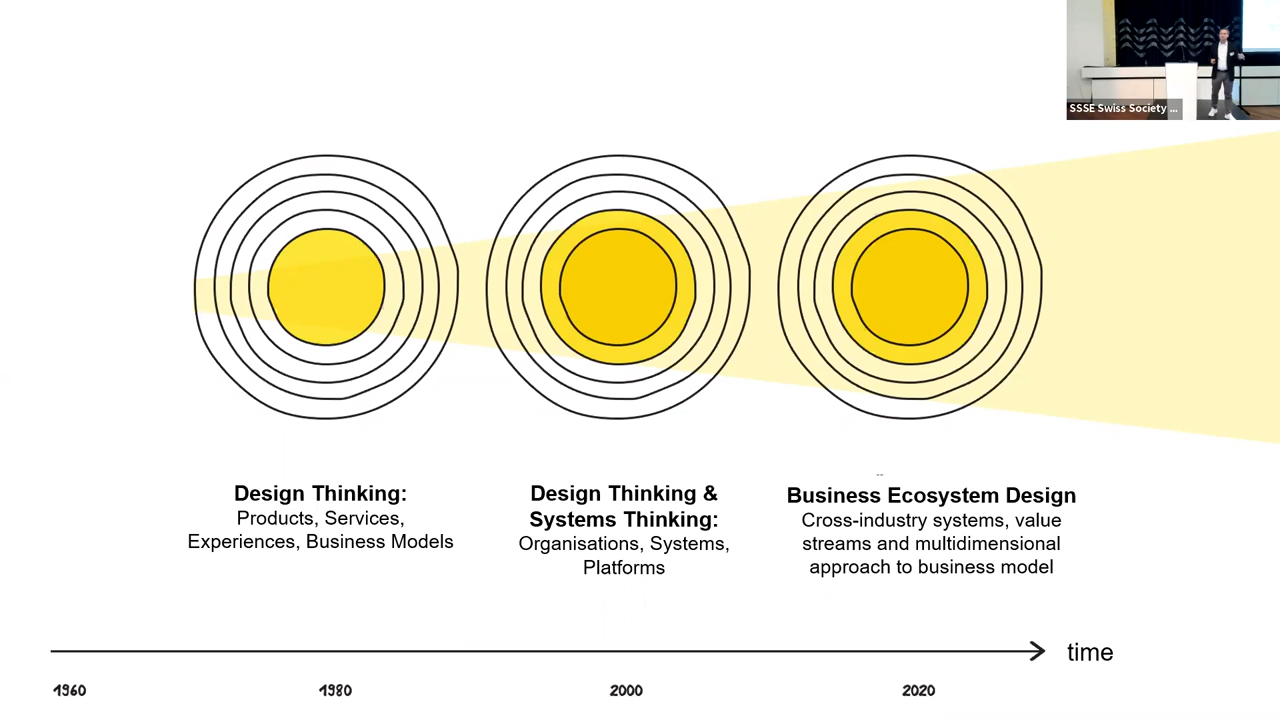 SSSE Swiss Society ...
Design Thinking:
Products, Services,
Experiences, Business Models
Design Thinking &
Systems Thinking:
Organisations, Systems,
Platforms
Business Ecosystem Design
Cross-industry systems, value
streams and multidimensional
approach to business model
time
1960
1980
2000
2020